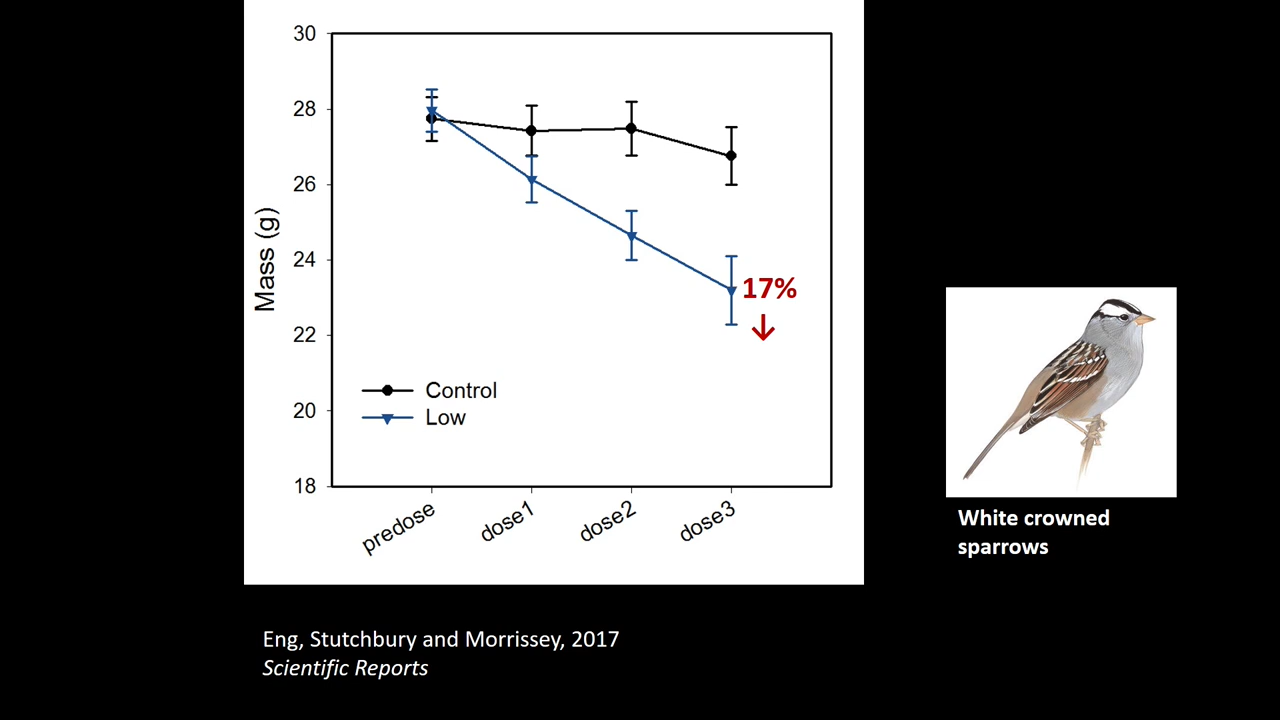 30
28
26
24
22
20
18
Mass (g)
17%
↓
Control
Low
predose
dose1
dose2
dose3
White crowned
sparrows
Eng, Stutchbury and Morrissey, 2017
Scientific Reports